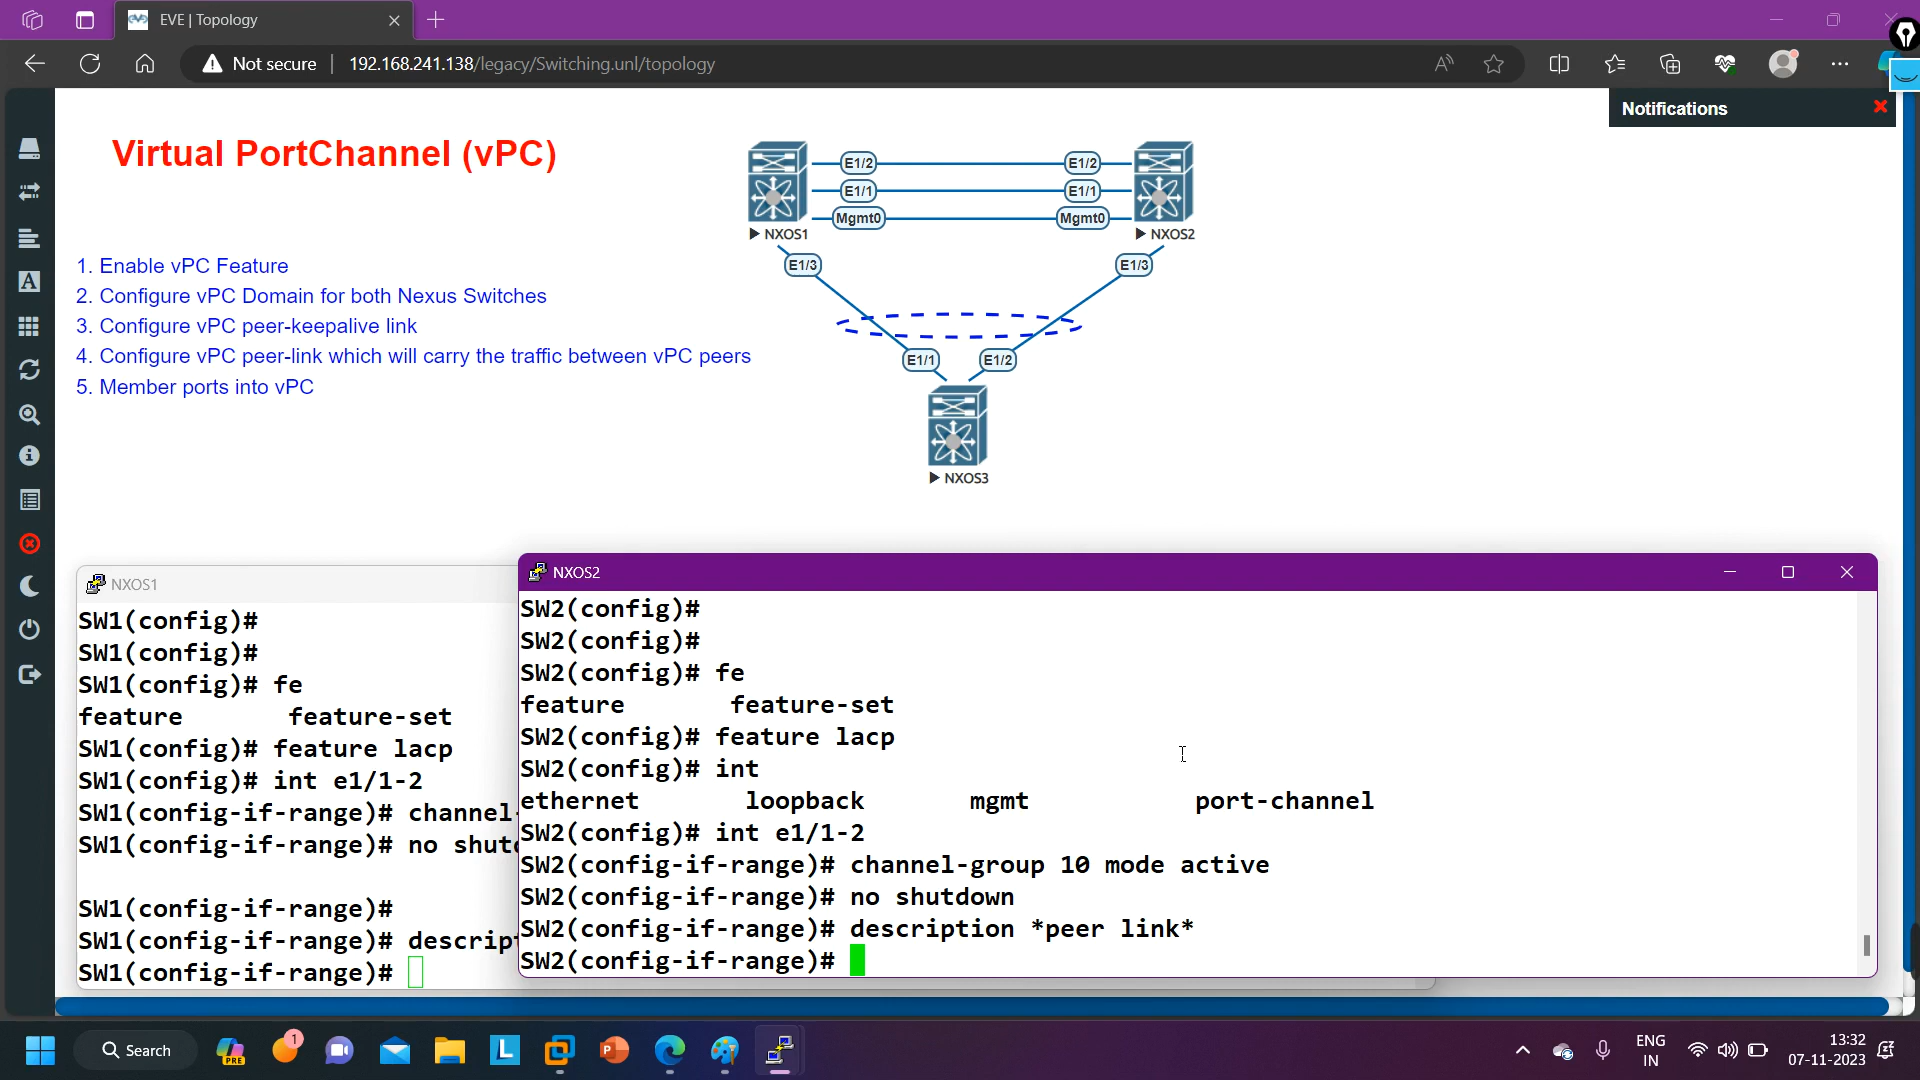 EVE | Topology
Not secure
192.168.241.138/legacy/Switching.unl/topology
Notifications
Virtual PortChannel (vPC)
E1/2
E1/2
E1/1
E1/1
Mgmt0
Mgmt0
NXOS1
NXOS2
E1/3
E1/3
1. Enable vPC Feature
2. Configure vPC Domain for both Nexus Switches
3. Configure vPC peer-keepalive link
4. Configure vPC peer-link which will carry the traffic between vPC peers
5. Member ports into vPC
E1/1
E1/2
NXOS3
NXOS1
SW1(config)#
SW1(config)#
SW1(config)# fe
feature feature-set
SW1(config)# feature lacp
SW1(config)# int e1/1-2
SW1(config-if-range)# channel-
SW1(config-if-range)# no shutd
SW1(config-if-range)#
SW1(config-if-range)# descript
SW1(config-if-range)#
NXOS2
SW2(config)#
SW2(config)#
SW2(config)# fe
feature feature-set
SW2(config)# feature lacp
SW2(config)# int
ethernet loopback mgmt port-channel
SW2(config)# int e1/1-2
SW2(config-if-range)# channel-group 10 mode active
SW2(config-if-range)# no shutdown
SW2(config-if-range)# description *peer link*
SW2(config-if-range)#
Search
PRE
1
L
P
ENG
IN
13:32
07-11-2023